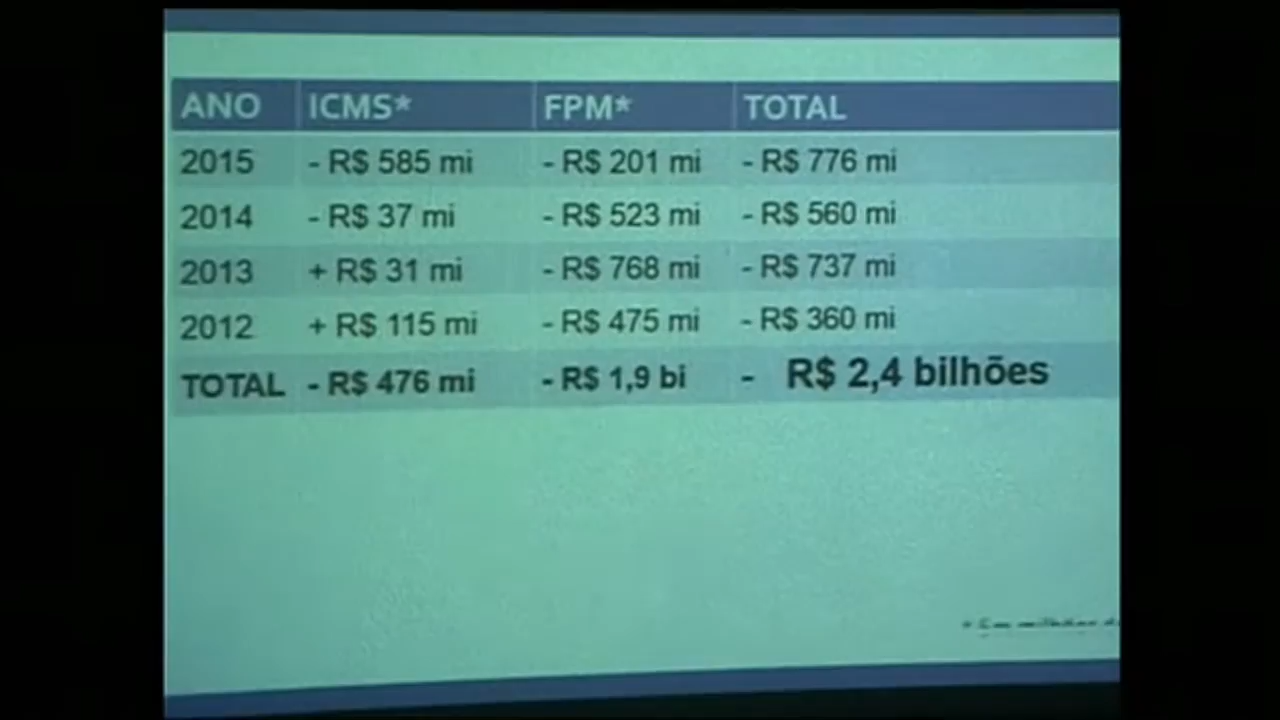 ANO ICMS* FPM* TOTAL
2015 - R$ 585 mi - R$ 201 mi - R$ 776 mi
2014 - R$ 37 mi - R$ 523 mi - R$ 560 mi
2013 + R$ 31 mi - R$ 768 mi - R$ 737 mi
2012 + R$ 115 mi - R$ 475 mi - R$ 360 mi
TOTAL - R$ 476 mi - R$ 1,9 bi - R$ 2,4 bilhões
* Em milhões